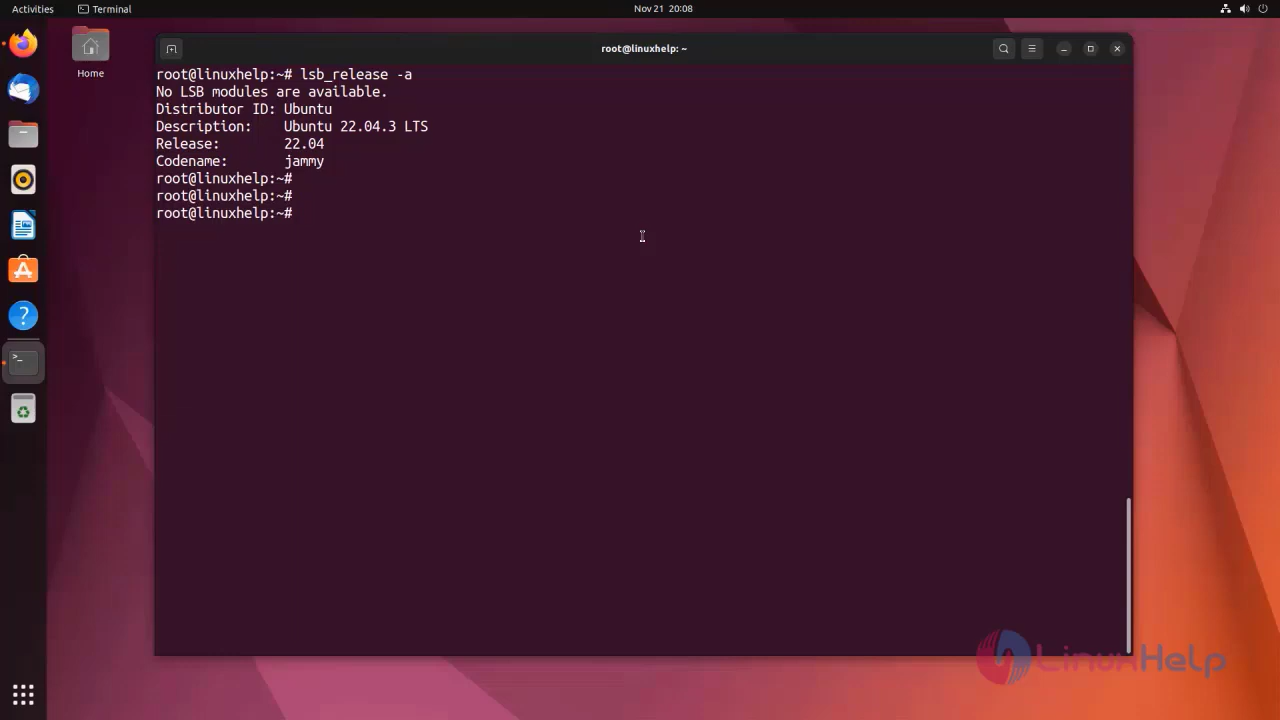 Activities Terminal Nov 21 20:08
Home
root@linuxhelp: ~
root@linuxhelp:~# lsb_release -a
No LSB modules are available.
Distributor ID: Ubuntu
Description:    Ubuntu 22.04.3 LTS
Release:        22.04
Codename:       jammy
root@linuxhelp:~#
root@linuxhelp:~#
root@linuxhelp:~#
LinuxHelp